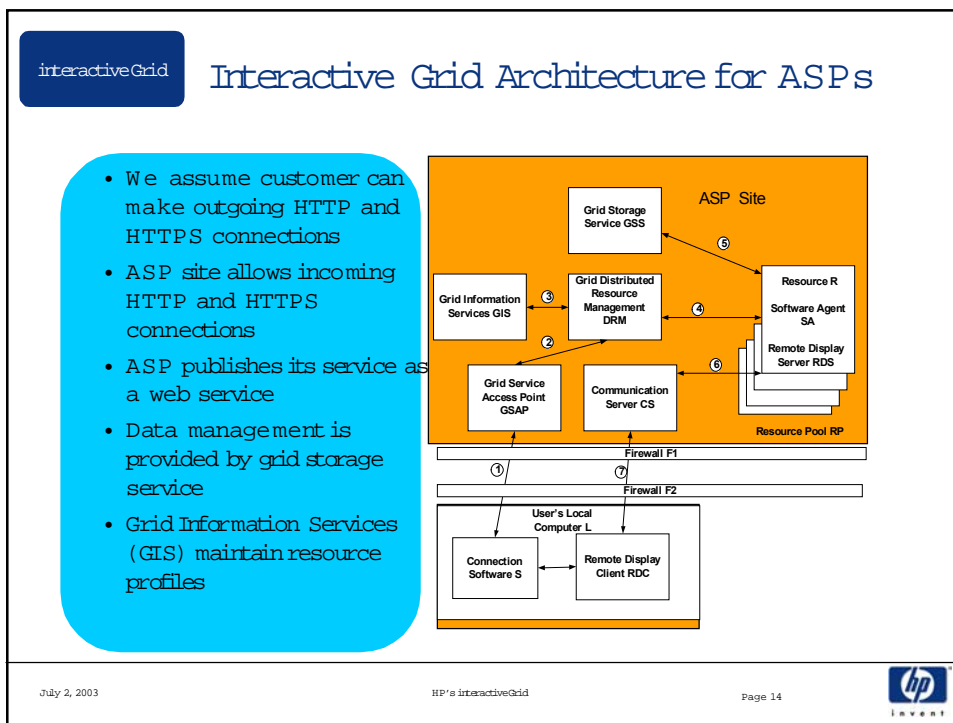 interactiveGrid
Interactive Grid Architecture for ASPs
• We assume customer can
make outgoing HTTP and
HTTPS connections
• ASP site allows incoming
HTTP and HTTPS
connections
• ASP publishes its service as
a web service
• Data management is
provided by grid storage
service
• Grid Information Services
(GIS) maintain resource
profiles
ASP Site
Grid Storage
Service GSS
5
Resource R
Software Agent
SA
Remote Display
Server RDS
Grid Information
Services GIS
3
Grid Distributed
Resource
Management
DRM
4
2
6
Grid Service
Access Point
GSAP
Communication
Server CS
Resource Pool RP
Firewall F1
1
7
Firewall F2
User's Local
Computer L
Connection
Software S
Remote Display
Client RDC
July 2, 2003
HP's interactiveGrid
Page 14
hp
invent